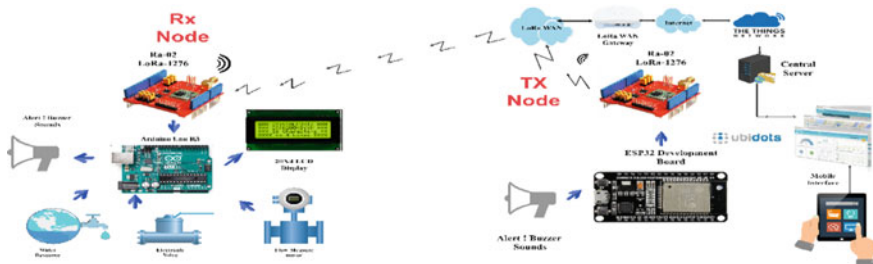 Rx
Node
Ra-02
LoRa-1276
Alert ! Buzzer
Sounds
Arduino Uno R3
20X4 LCD
Display
Water
Resource
Electronic
Valve
Flow Measure
LoRa WAN
LoRa WAN
Gateway
Internet
THE THINGS
NETWORK
Ra-02
LoRa-1276
TX
Node
Central
Server
ubidots
ESP32 Development
Board
Mobile
Interface
Alert ! Buzzer
Sounds